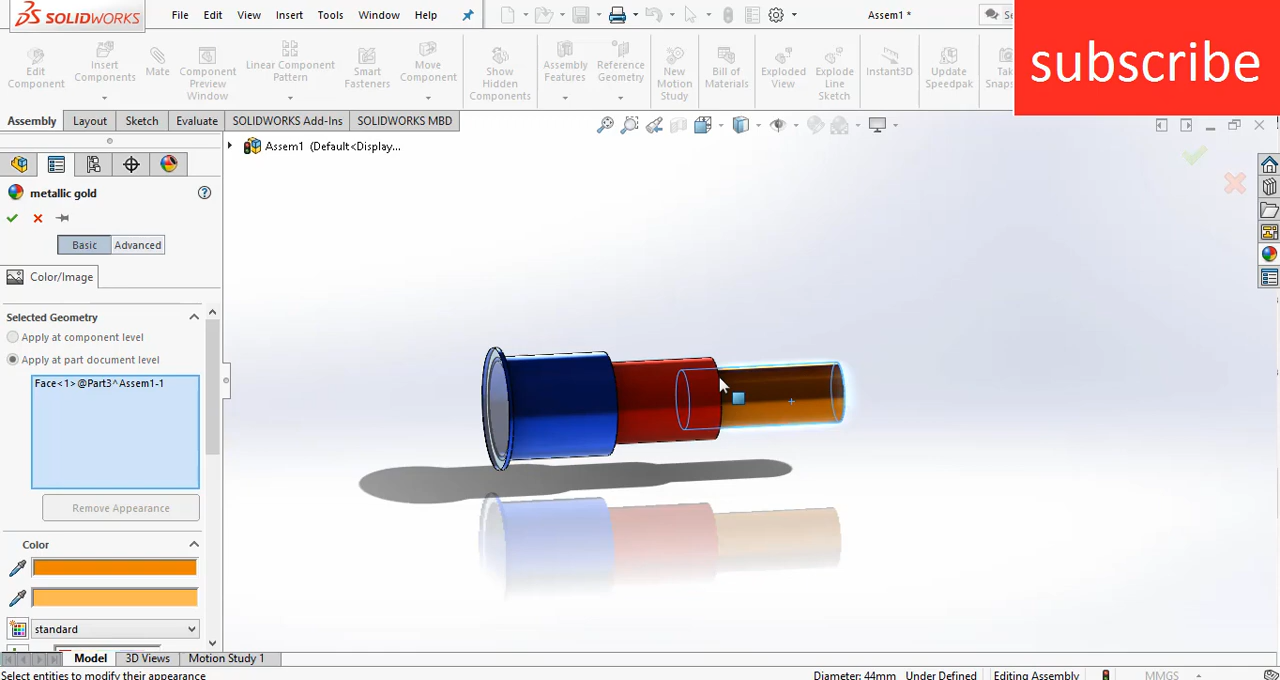 SOLIDWORKS
File Edit View Insert Tools Window Help
Assem1 *
subscribe
Edit Component
Insert Components
Mate
Component Preview Window
Linear Component Pattern
Smart Fasteners
Move Component
Show Hidden Components
Assembly Features
Reference Geometry
New Motion Study
Bill of Materials
Exploded View
Explode Line Sketch
Instant3D
Update Speedpak
Assembly Layout Sketch Evaluate SOLIDWORKS Add-Ins SOLIDWORKS MBD
Assem1 (Default<Display...
metallic gold
Basic Advanced
Color/Image
Selected Geometry
Apply at component level
Apply at part document level
Face<1>@Part3^Assem1-1
Remove Appearance
Color
standard
Model 3D Views Motion Study 1
Select entities to modify their appearance
Diameter: 44mm Under Defined Editing Assembly MMGS